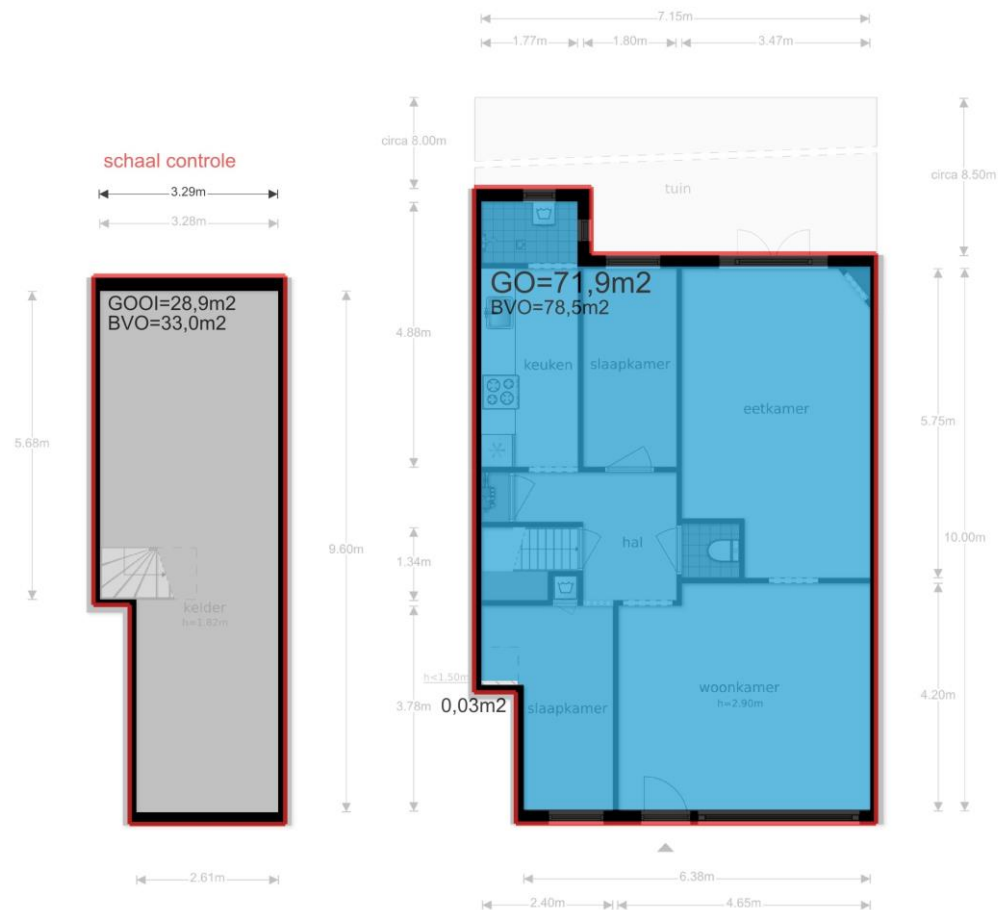 7.15m
1.77m
1.80m
3.47m
circa 8.00m
circa 8.50m
schaal controle
3.29m
3.28m
tuin
GOOI=28,9m2
BVO=33,0m2
GO=71,9m2
BVO=78,5m2
4.88m
keuken
slaapkamer
eetkamer
5.75m
5.68m
9.60m
1.34m
hal
10.00m
kelder
h=1.82m
h<1.50m
0,03m2
3.78m
slaapkamer
woonkamer
h=2.90m
4.20m
2.61m
6.38m
2.40m
4.65m